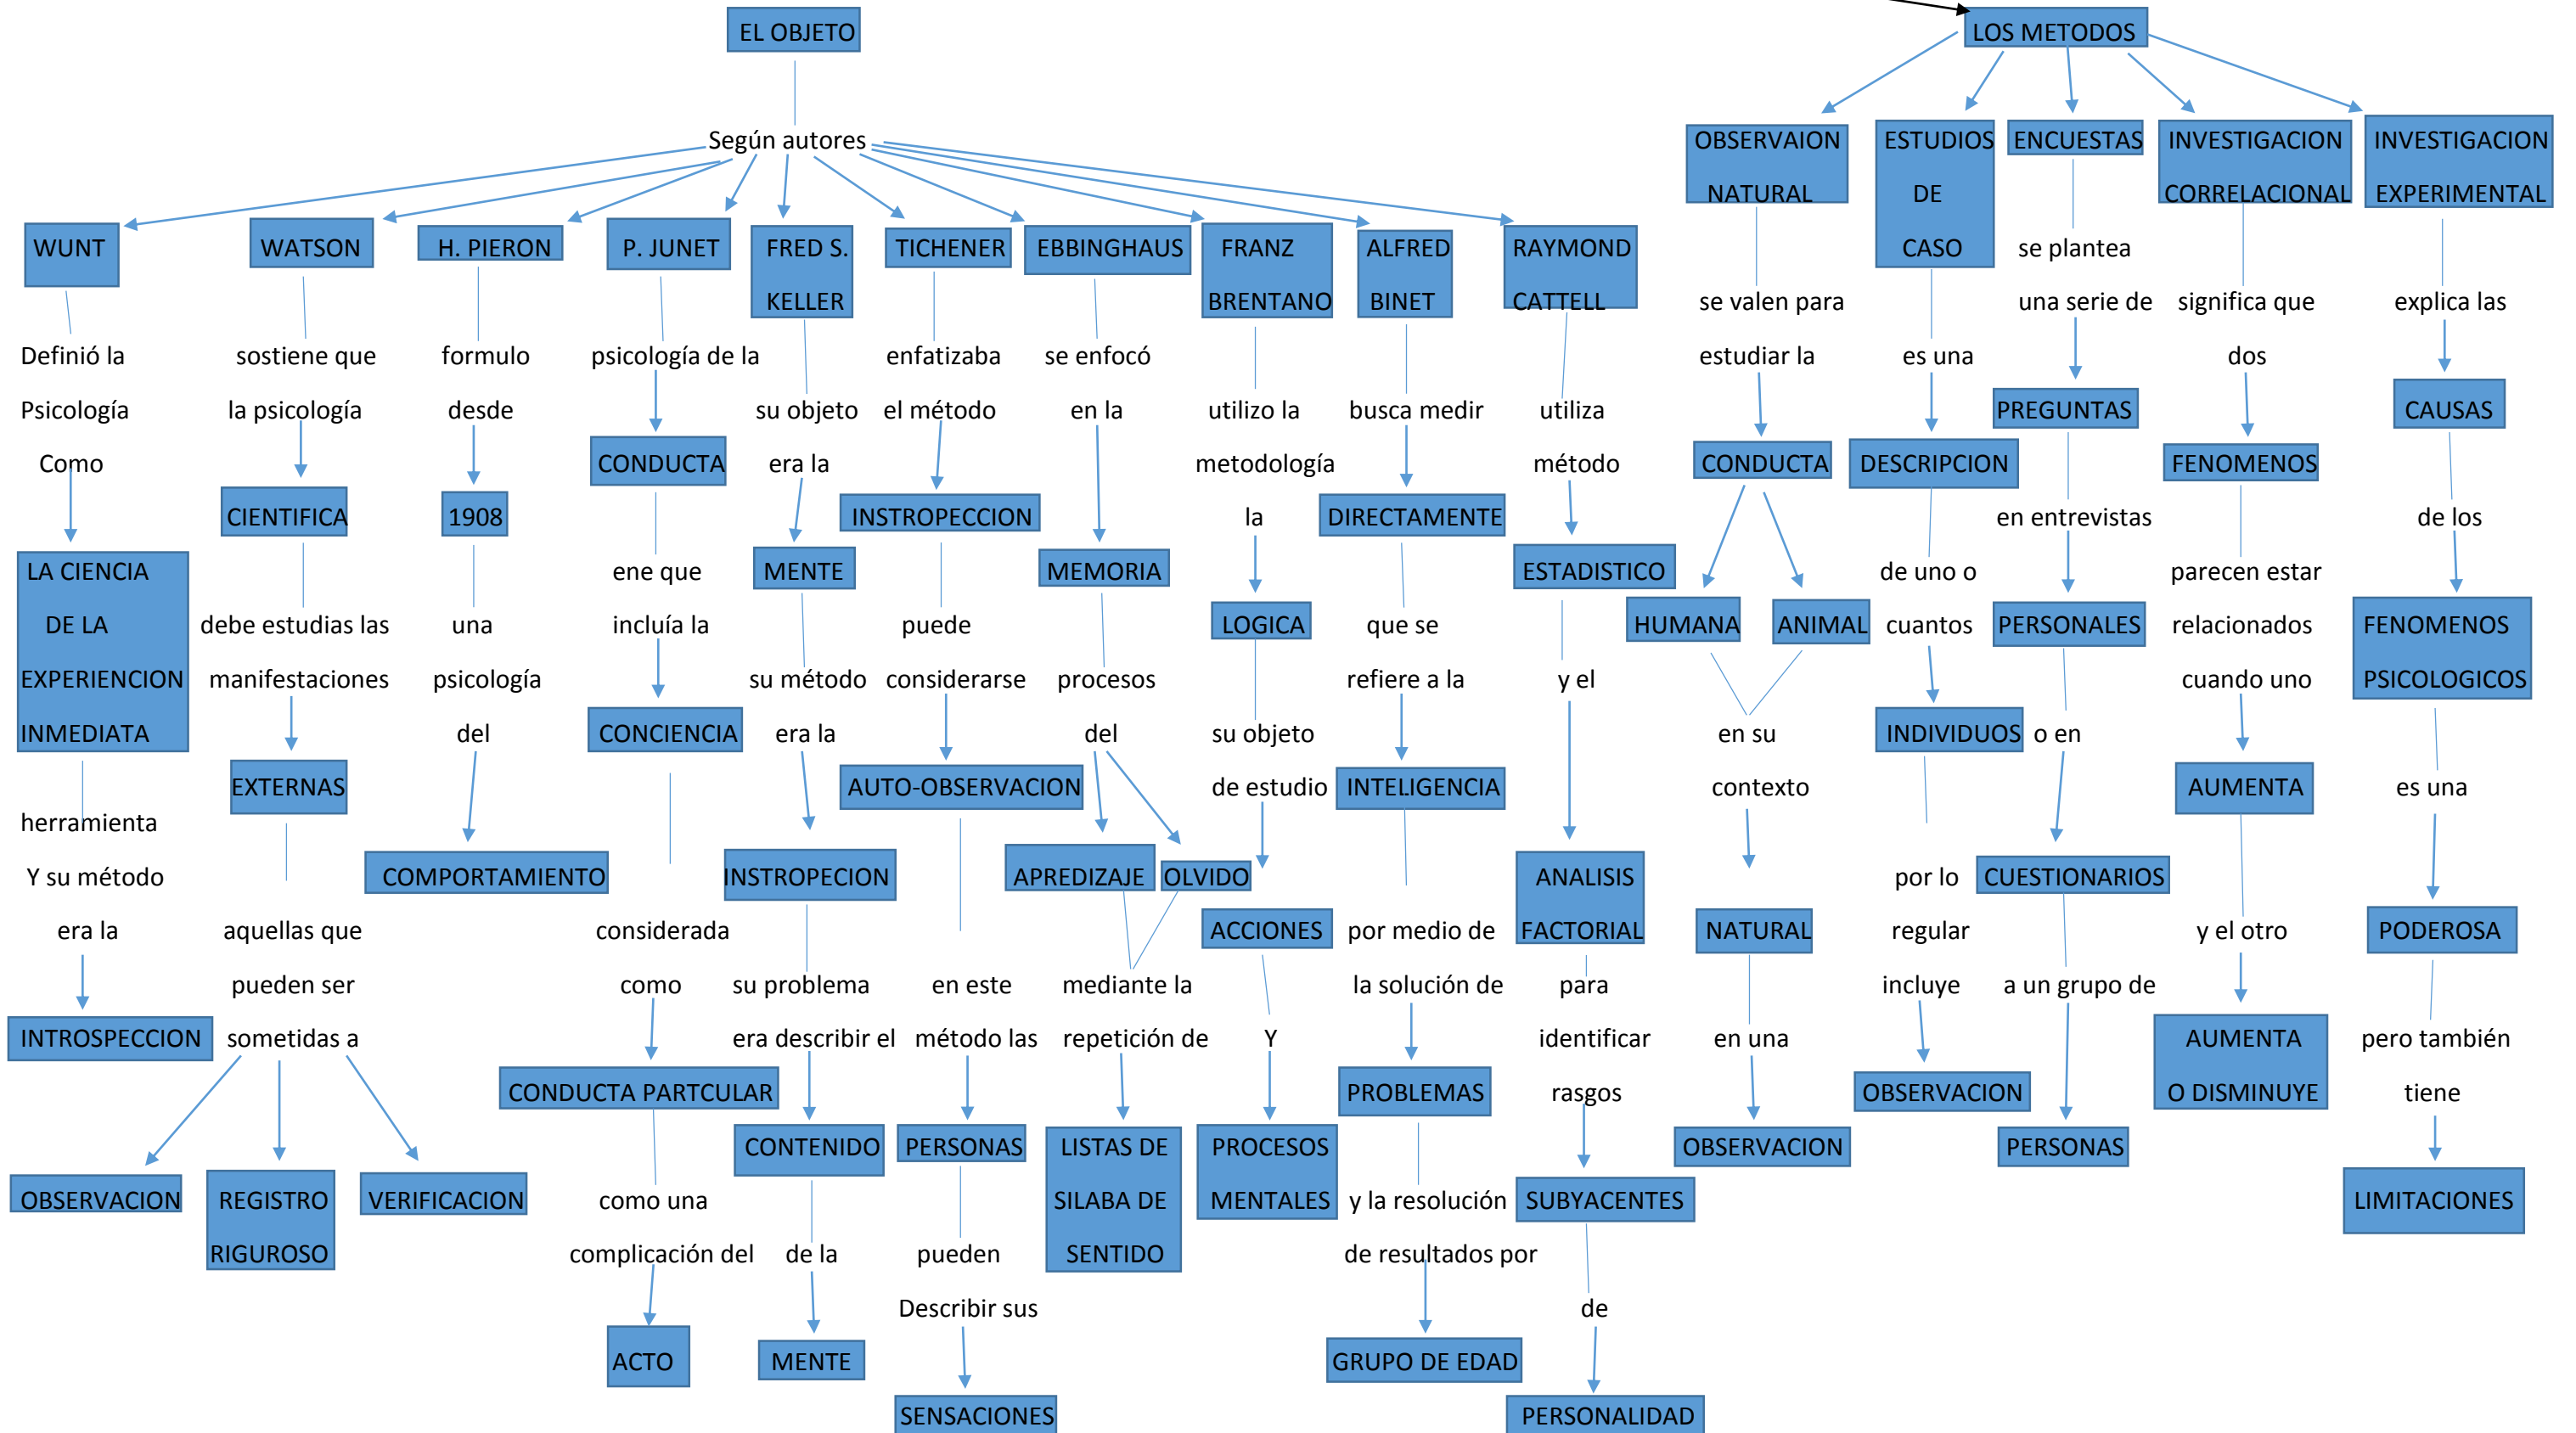 EL OBJETO
Según autores
WUNT
Definió la
Psicología
Como
LA CIENCIA
DE LA
EXPERIENCION
INMEDIATA
herramienta
Y su método
era la
INTROSPECCION
WATSON
sostiene que
la psicología
CIENTIFICA
debe estudias las
manifestaciones
EXTERNAS
aquellas que
pueden ser
sometidas a
OBSERVACION
REGISTRO
RIGUROSO
VERIFICACION
H. PIERON
formulo
desde
1908
una
psicología
del
COMPORTAMIENTO
P. JUNET
psicología de la
CONDUCTA
ene que
incluía la
CONCIENCIA
considerada
como
CONDUCTA PARTCULAR
como una
complicación del
ACTO
FRED S.
KELLER
su objeto
era la
MENTE
su método
era la
INSTROPECION
su problema
era describir el
CONTENIDO
de la
MENTE
TICHENER
enfatizaba
el método
INSTROPECCION
puede
considerarse
AUTO-OBSERVACION
en este
método las
PERSONAS
pueden
Describir sus
SENSACIONES
EBBINGHAUS
se enfocó
en la
MEMORIA
procesos
del
APREDIZAJE
OLVIDO
mediante la
repetición de
LISTAS DE
SILABA DE
SENTIDO
FRANZ
BRENTANO
utilizo la
metodología
la
LOGICA
su objeto
de estudio
ACCIONES
Y
PROCESOS
MENTALES
ALFRED
BINET
busca medir
DIRECTAMENTE
que se
refiere a la
INTELIGENCIA
por medio de
la solución de
PROBLEMAS
y la resolución
de resultados por
GRUPO DE EDAD
RAYMOND
CATTELL
utiliza
método
ESTADISTICO
y el
ANALISIS
FACTORIAL
para
identificar
rasgos
SUBYACENTES
de
PERSONALIDAD
LOS METODOS
OBSERVAION
NATURAL
se valen para
estudiar la
CONDUCTA
HUMANA
ANIMAL
en su
contexto
NATURAL
en una
OBSERVACION
ESTUDIOS
DE
CASO
es una
DESCRIPCION
de uno o
cuantos
INDIVIDUOS
por lo
regular
incluye
OBSERVACION
ENCUESTAS
se plantea
una serie de
PREGUNTAS
en entrevistas
PERSONALES
o en
CUESTIONARIOS
a un grupo de
PERSONAS
INVESTIGACION
CORRELACIONAL
significa que
dos
FENOMENOS
parecen estar
relacionados
cuando uno
AUMENTA
y el otro
AUMENTA
O DISMINUYE
INVESTIGACION
EXPERIMENTAL
explica las
CAUSAS
de los
FENOMENOS
PSICOLOGICOS
es una
PODEROSA
pero también
tiene
LIMITACIONES